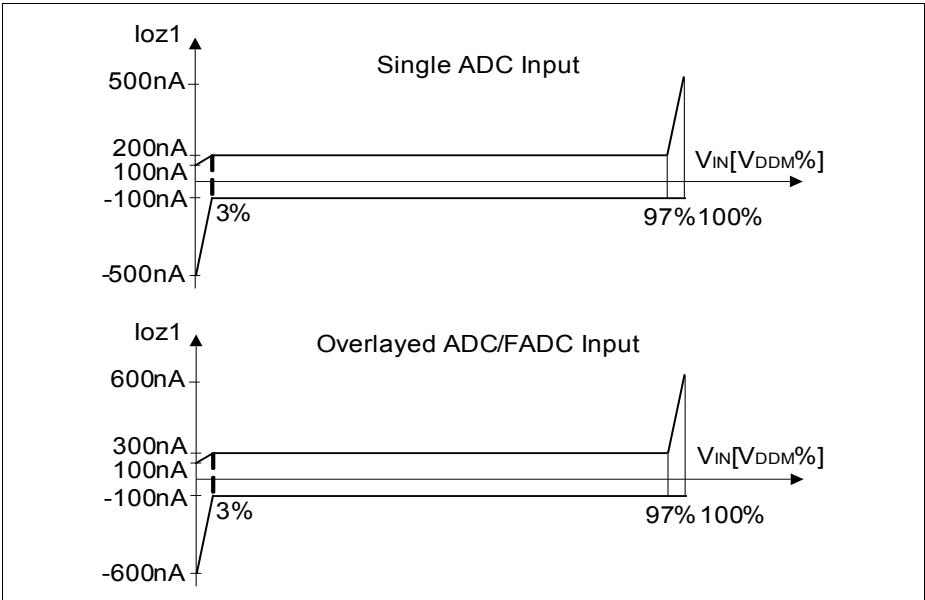 Ioz1
Single ADC Input
500nA
200nA
VIN[VDDM%]
100nA
-100nA
3%
97% 100%
-500nA
Ioz1
Overlayed ADC/FADC Input
600nA
300nA
VIN[VDDM%]
100nA
-100nA
3%
97% 100%
-600nA